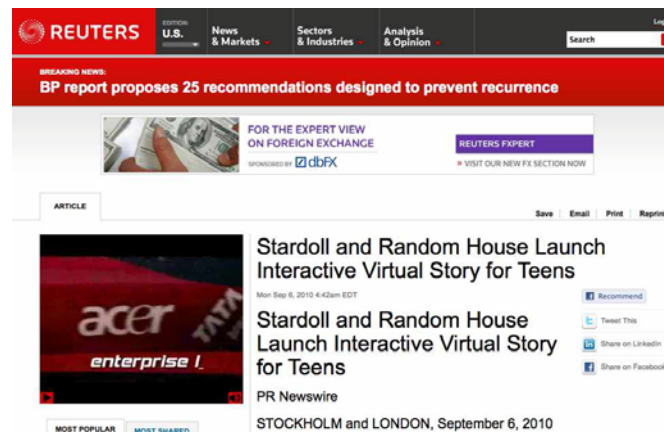 REUTERS
EDITION:
U.S.
News
& Markets
Sectors
& Industries
Analysis
& Opinion
Search
BREAKING NEWS:
BP report proposes 25 recommendations designed to prevent recurrence
FOR THE EXPERT VIEW
ON FOREIGN EXCHANGE
SPONSORED BY dbFX
REUTERS FXPERT
» VISIT OUR NEW FX SECTION NOW
ARTICLE
Save Email Print
Stardoll and Random House Launch
Interactive Virtual Story for Teens
Mon Sep 6, 2010 4:42am EDT
Recommend
Tweet This
Share on LinkedIn
Share on Facebook
acer
TATA
enterprise I_
Stardoll and Random House
Launch Interactive Virtual Story
for Teens
PR Newswire
STOCKHOLM and LONDON, September 6, 2010
MOST POPULAR
MOST SHARED